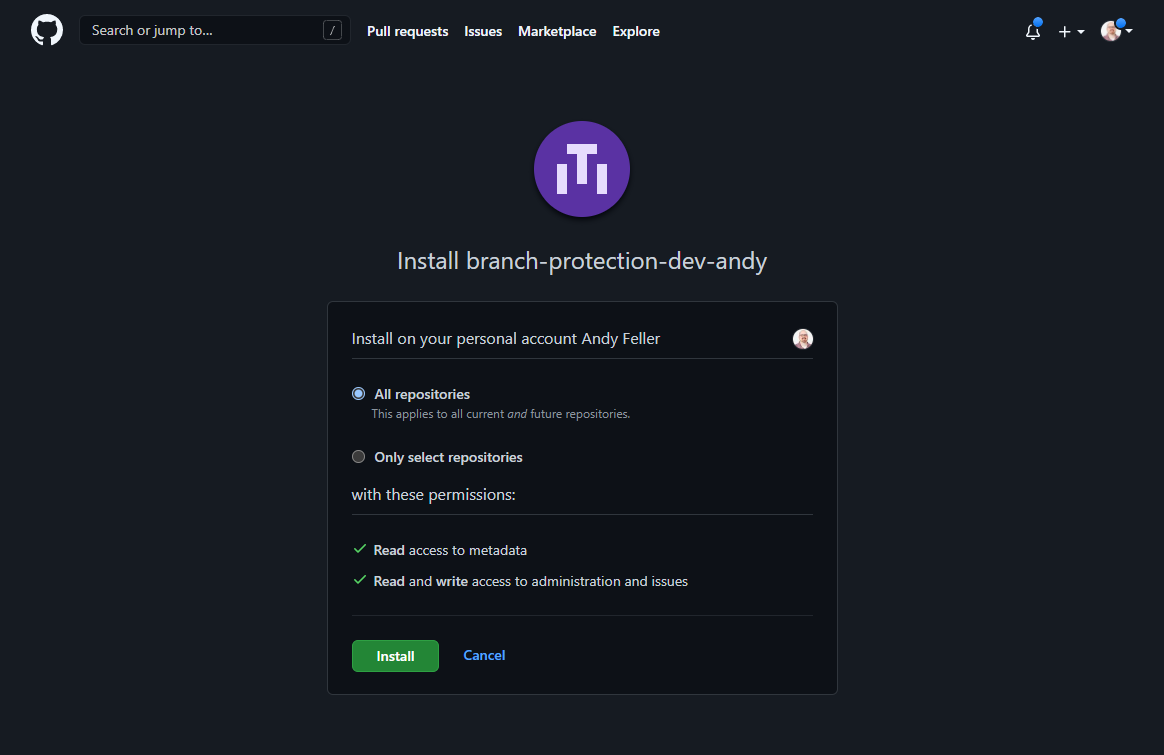 Search or jump to... /
Pull requests Issues Marketplace Explore
Install branch-protection-dev-andy
Install on your personal account Andy Feller
All repositories
This applies to all current and future repositories.
Only select repositories
with these permissions:
Read access to metadata
Read and write access to administration and issues
Install Cancel